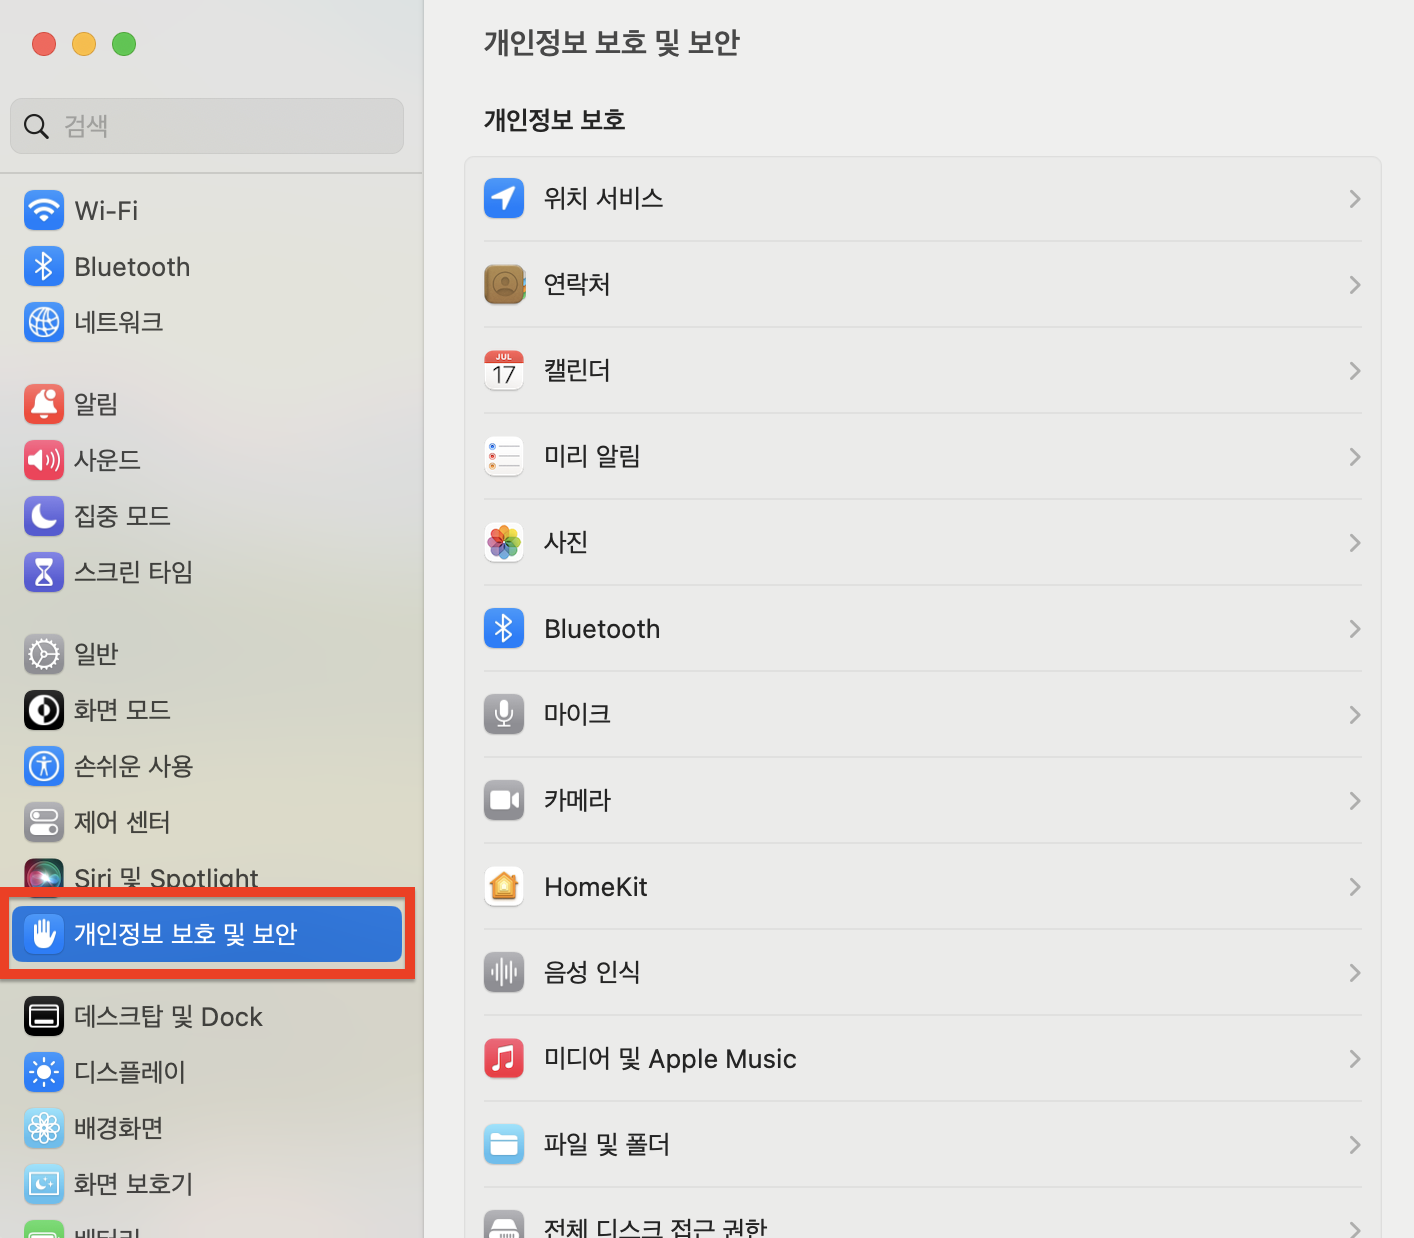 검색
Wi-Fi
Bluetooth
네트워크
알림
사운드
집중 모드
스크린 타임
일반
화면 모드
손쉬운 사용
제어 센터
Siri 및 Spotlight
개인정보 보호 및 보안
데스크탑 및 Dock
디스플레이
배경화면
화면 보호기
배터리
개인정보 보호 및 보안
개인정보 보호
위치 서비스
연락처
JUL
17
캘린더
미리 알림
사진
Bluetooth
마이크
카메라
HomeKit
음성 인식
미디어 및 Apple Music
파일 및 폴더
전체 디스크 접근 권한